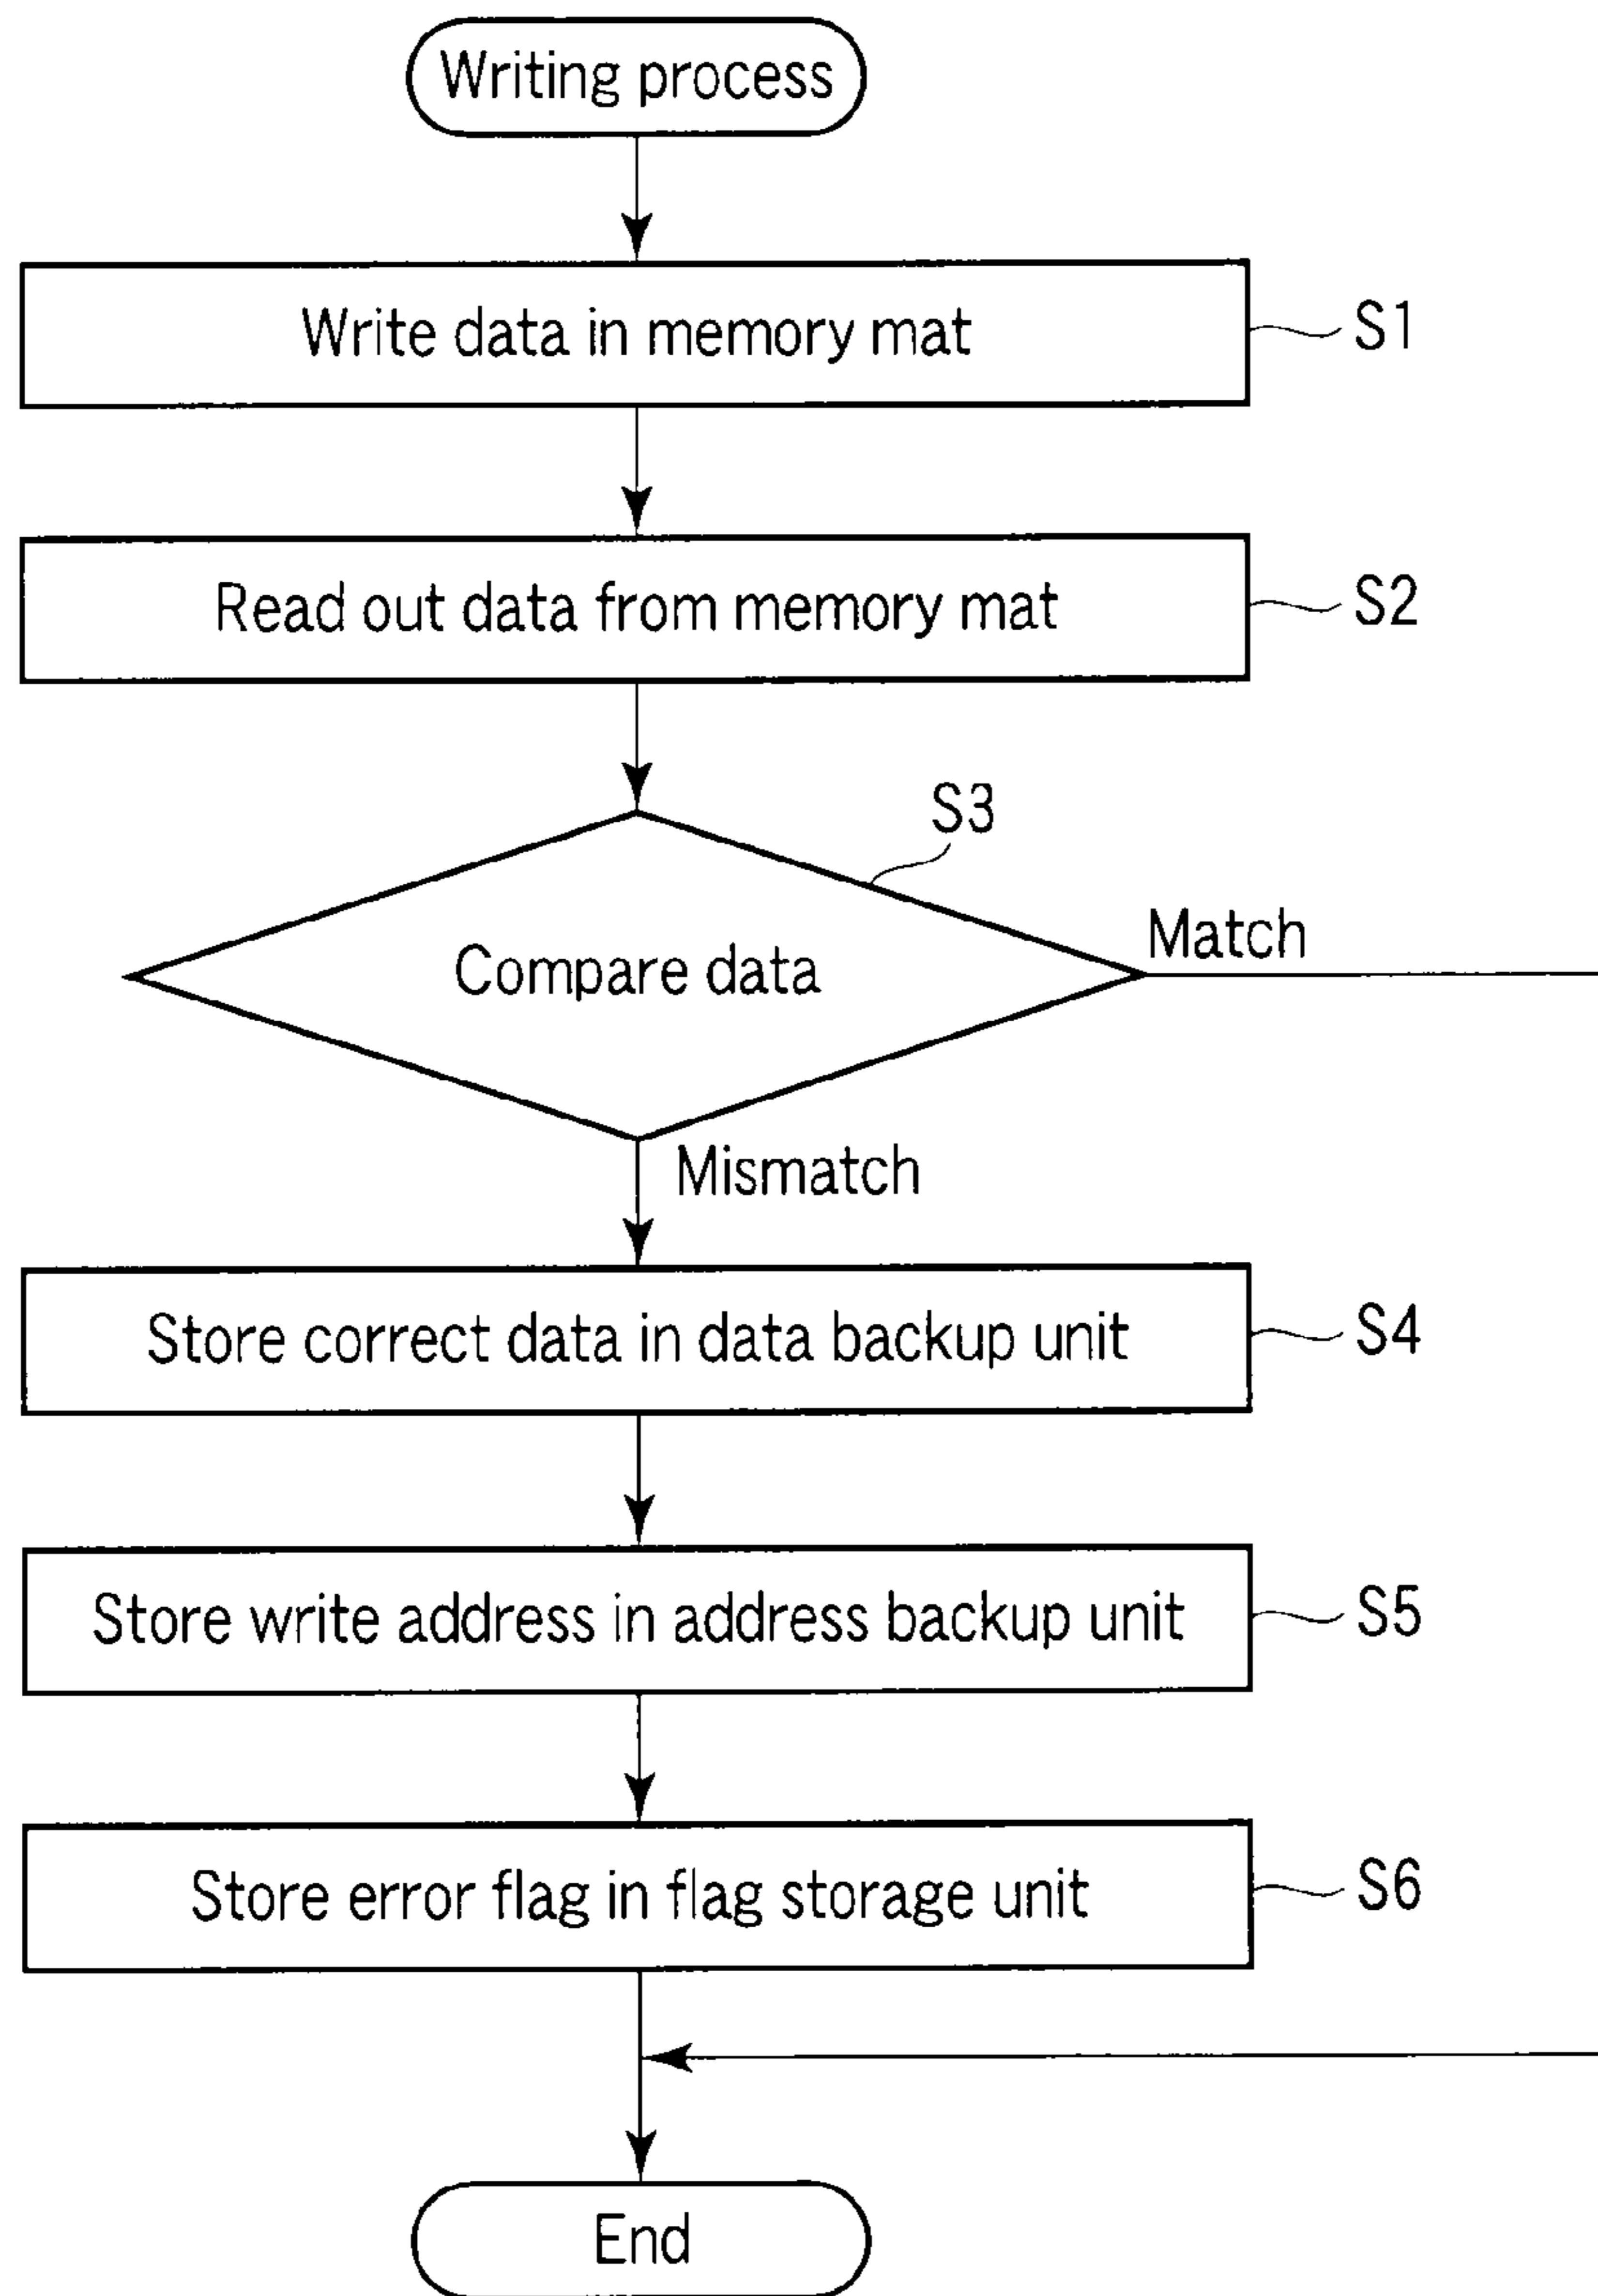 Writing process
Write data in memory mat
S1
Read out data from memory mat
S2
S3
Match
Compare data
Mismatch
Store correct data in data backup unit
S4
Store write address in address backup unit
S5
Store error flag in flag storage unit
S6
End